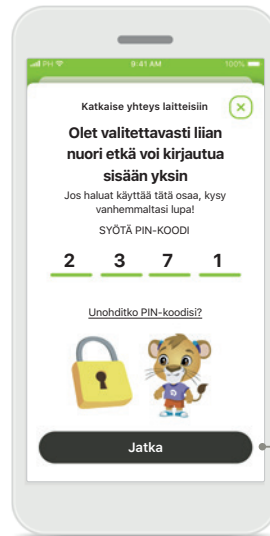 PH 9:41 AM 100%
Katkaise yhteys laitteisiin
Olet valitettavasti liian
nuori etkä voi kirjautua
sisään yksin
Jos haluat käyttää tätä osaa, kysy
vanhemmaltasi lupa!
SYÖTÄ PIN-KOODI
2 3 7 1
Unohditko PIN-koodisi?
Jatka